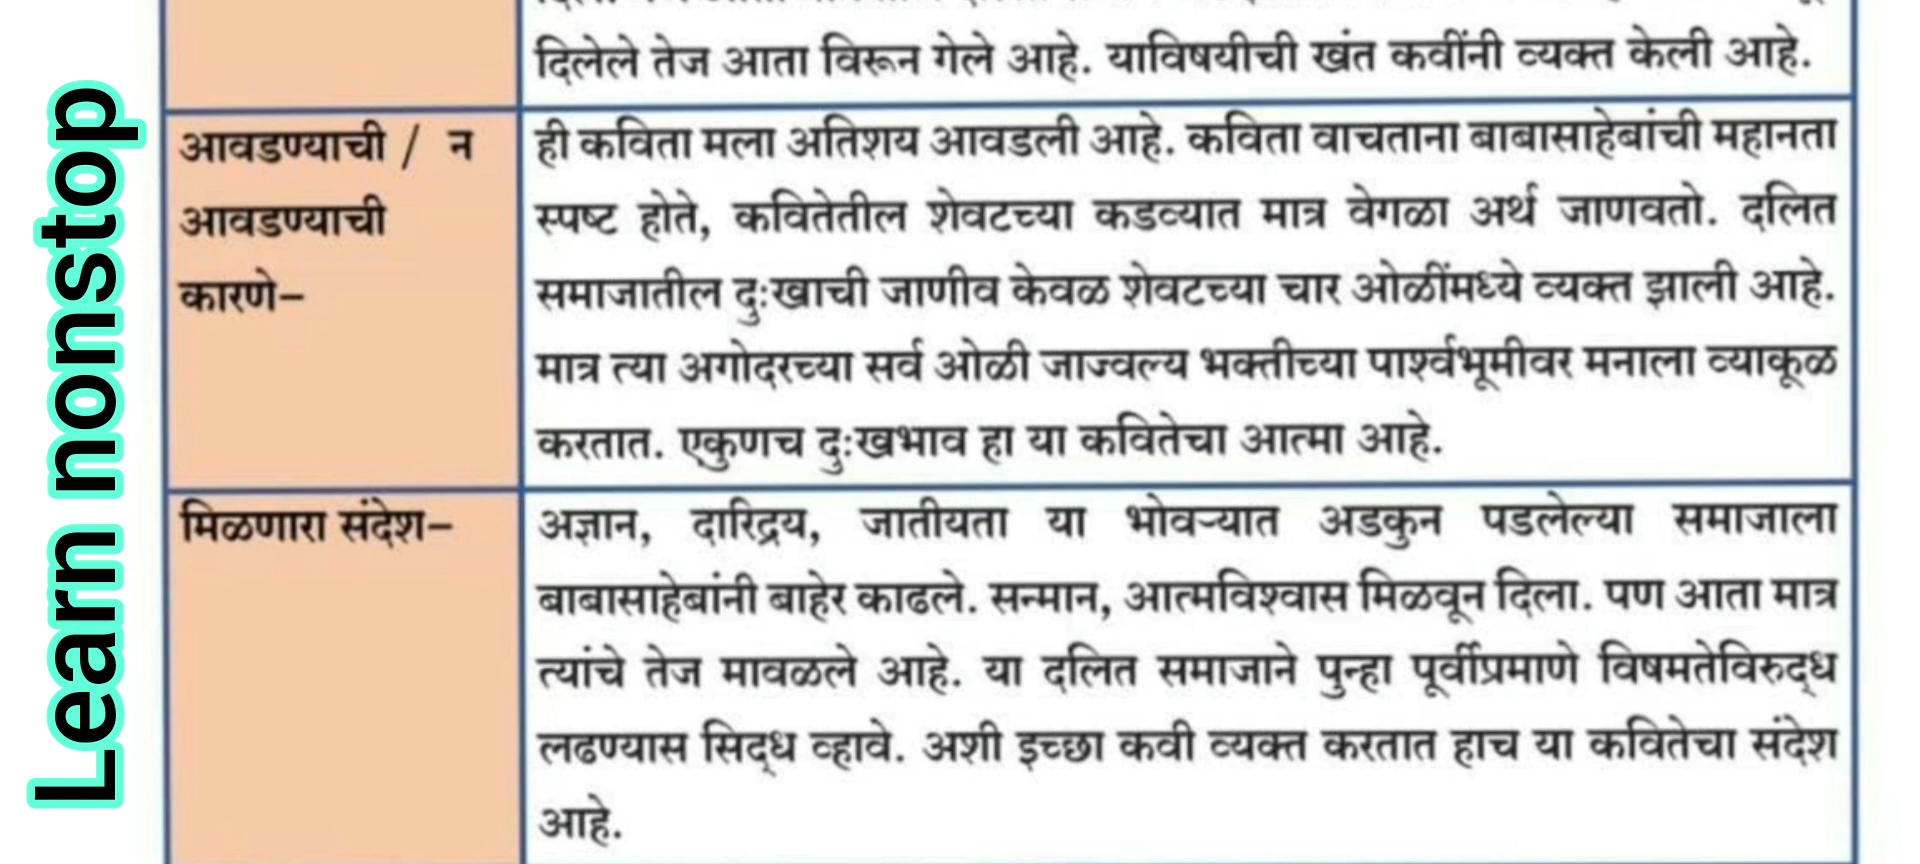 दिलेले तेज आता विरून गेले आहे. याविषयीची खंत कवींनी व्यक्त केली आहे.
आवडण्याची / न
आवडण्याची
कारणे–
ही कविता मला अतिशय आवडली आहे. कविता वाचताना बाबासाहेबांची महानता
स्पष्ट होते, कवितेतील शेवटच्या कडव्यात मात्र वेगळा अर्थ जाणवतो. दलित
समाजातील दुःखाची जाणीव केवळ शेवटच्या चार ओळींमध्ये व्यक्त झाली आहे.
मात्र त्या अगोदरच्या सर्व ओळी जाज्वल्य भक्तीच्या पार्श्वभूमीवर मनाला व्याकूळ
करतात. एकुणच दुःखभाव हा या कवितेचा आत्मा आहे.
मिळणारा संदेश–
अज्ञान, दारिद्रय, जातीयता या भोवऱ्यात अडकुन पडलेल्या समाजाला
बाबासाहेबांनी बाहेर काढले. सन्मान, आत्मविश्वास मिळवून दिला. पण आता मात्र
त्यांचे तेज मावळले आहे. या दलित समाजाने पुन्हा पूर्वीप्रमाणे विषमतेविरुद्ध
लढण्यास सिद्ध व्हावे. अशी इच्छा कवी व्यक्त करतात हाच या कवितेचा संदेश
आहे.
Learn nonstop